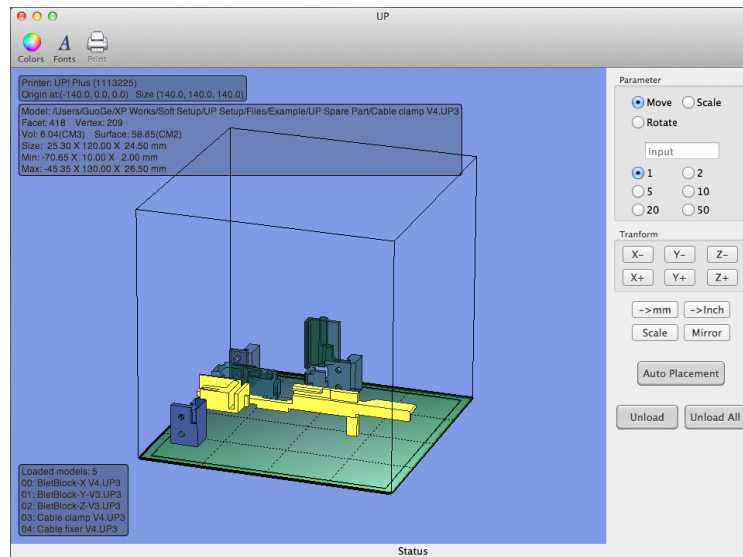 UP
Colors Fonts Print
Printer: UP! Plus (1113225)
Origin at:(-140.0, 0.0, 0.0) Size (140.0, 140.0, 140.0)
Model: /Users/GuoGe/XP Works/Soft Setup/UP Setup/Files/Example/UP Spare Part/Cable clamp V4.UP3
Facet: 418 Vertex: 209
Vol: 6.04(CM3) Surface: 58.85(CM2)
Size: 25.30 X 120.00 X 24.50 mm
Min: -70.65 X 10.00 X 2.00 mm
Max: -45.35 X 130.00 X 26.50 mm
Loaded models: 5
00: BletBlock-X V4.UP3
01: BletBlock-Y-V3.UP3
02: BletBlock-Z-V3.UP3
03: Cable clamp V4.UP3
04: Cable fixer V4.UP3
Parameter
Move Scale
Rotate
input
1 2
5 10
20 50
Tranform
X- Y- Z-
X+ Y+ Z+
->mm ->Inch
Scale Mirror
Auto Placement
Unload Unload All
Status